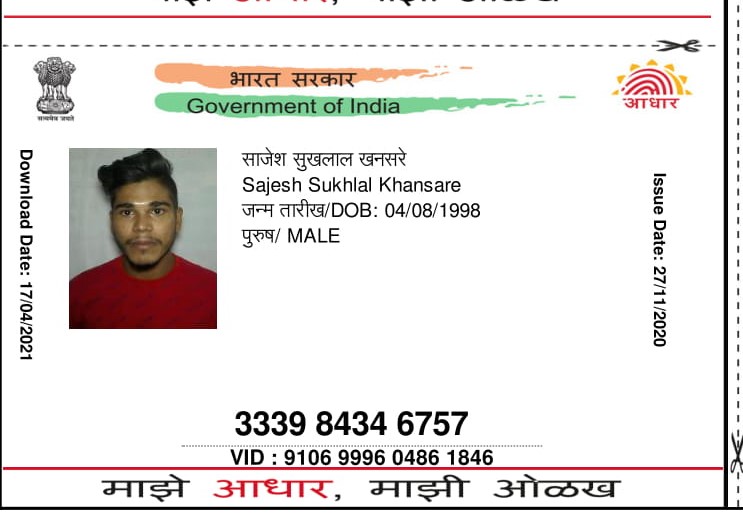 माझे आधार, माझी ओळख
भारत सरकार
Government of India
सत्यमेव जयते
आधार
Download Date: 17/04/2021
साजेश सुखलाल खनसरे
Sajesh Sukhlal Khansare
जन्म तारीख/DOB: 04/08/1998
पुरुष/ MALE
Issue Date: 27/11/2020
3339 8434 6757
VID : 9106 9996 0486 1846
माझे आधार, माझी ओळख